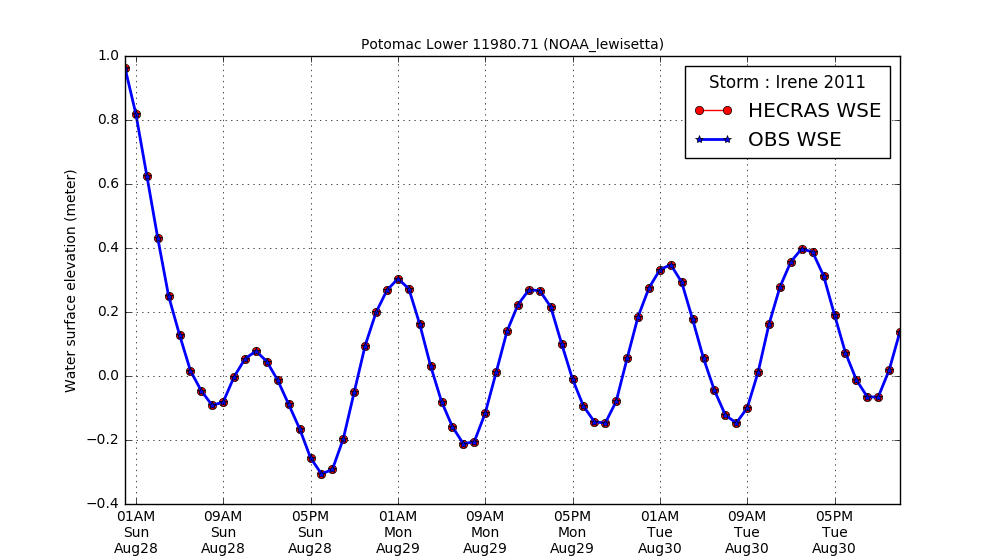 Potomac Lower 11980.71 (NOAA_lewisetta)
Storm : Irene 2011
HECRAS WSE
OBS WSE
Water surface elevation (meter)
1.0
0.8
0.6
0.4
0.2
0.0
−0.2
−0.4
01AM 09AM 05PM 01AM 09AM 05PM 01AM 09AM 05PM
Sun Sun Sun Mon Mon Mon Tue Tue Tue
Aug28 Aug28 Aug28 Aug29 Aug29 Aug29 Aug30 Aug30 Aug30